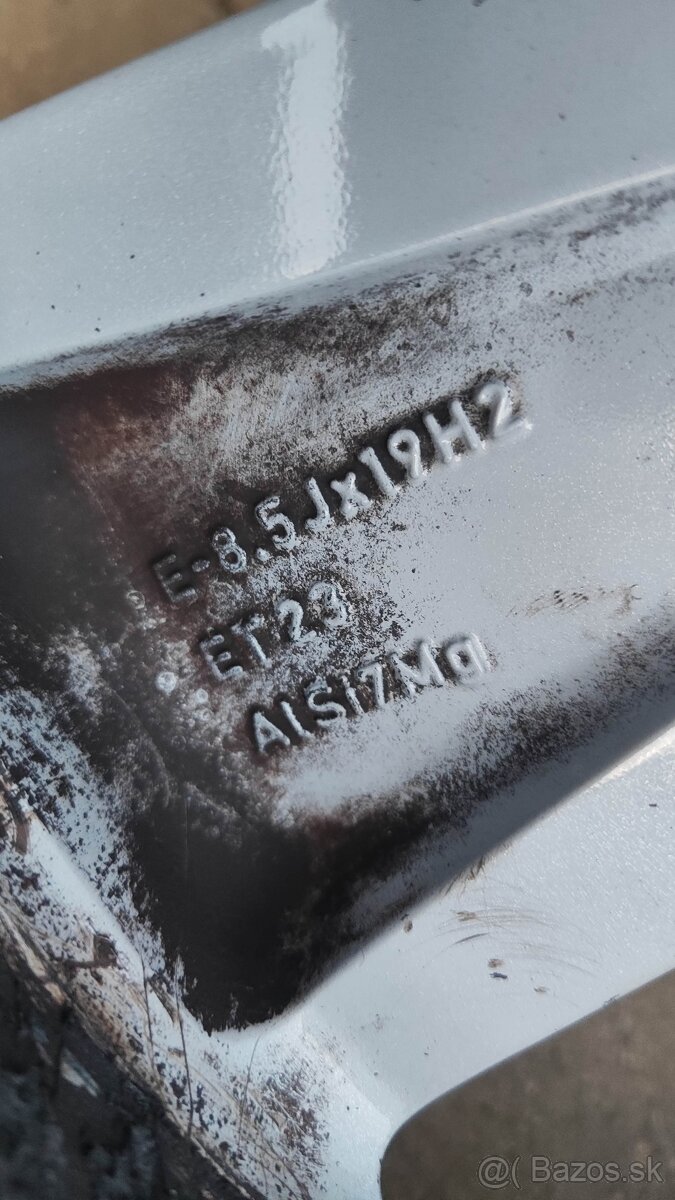 E-8.5Jx19H2
ET23
AlSi7Mg
@( Bazos.sk